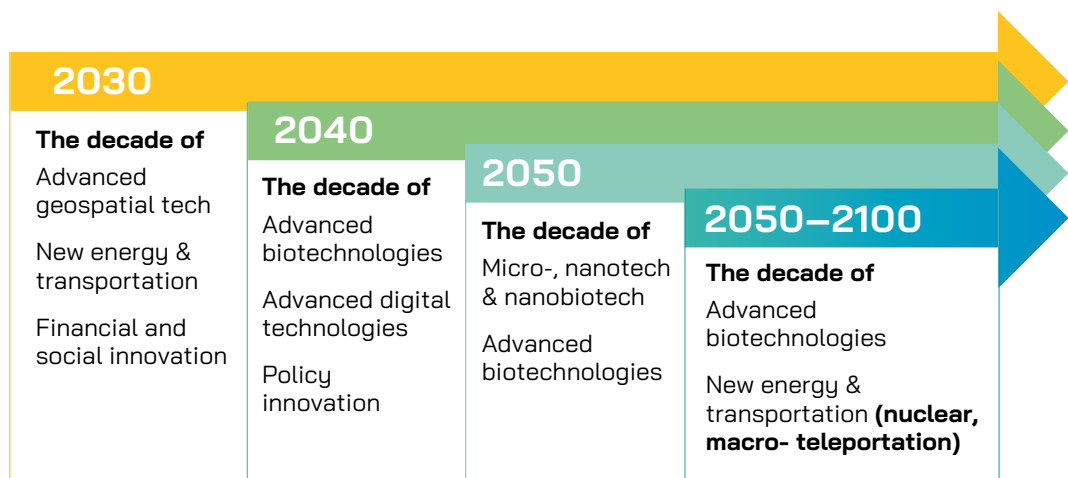 2030
The decade of
Advanced
geospatial tech
New energy &
transportation
Financial and
social innovation
2040
The decade of
Advanced
biotechnologies
Advanced digital
technologies
Policy
innovation
2050
The decade of
Micro-, nanotech
& nanobiotech
Advanced
biotechnologies
2050–2100
The decade of
Advanced
biotechnologies
New energy &
transportation (nuclear,
macro- teleportation)